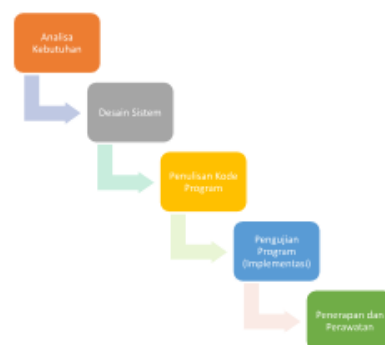 Analisa
Kebutuhan
Desain Sistem
Penulisan Kode
Program
Pengujian
Program
(Implementasi)
Penerapan dan
Perawatan